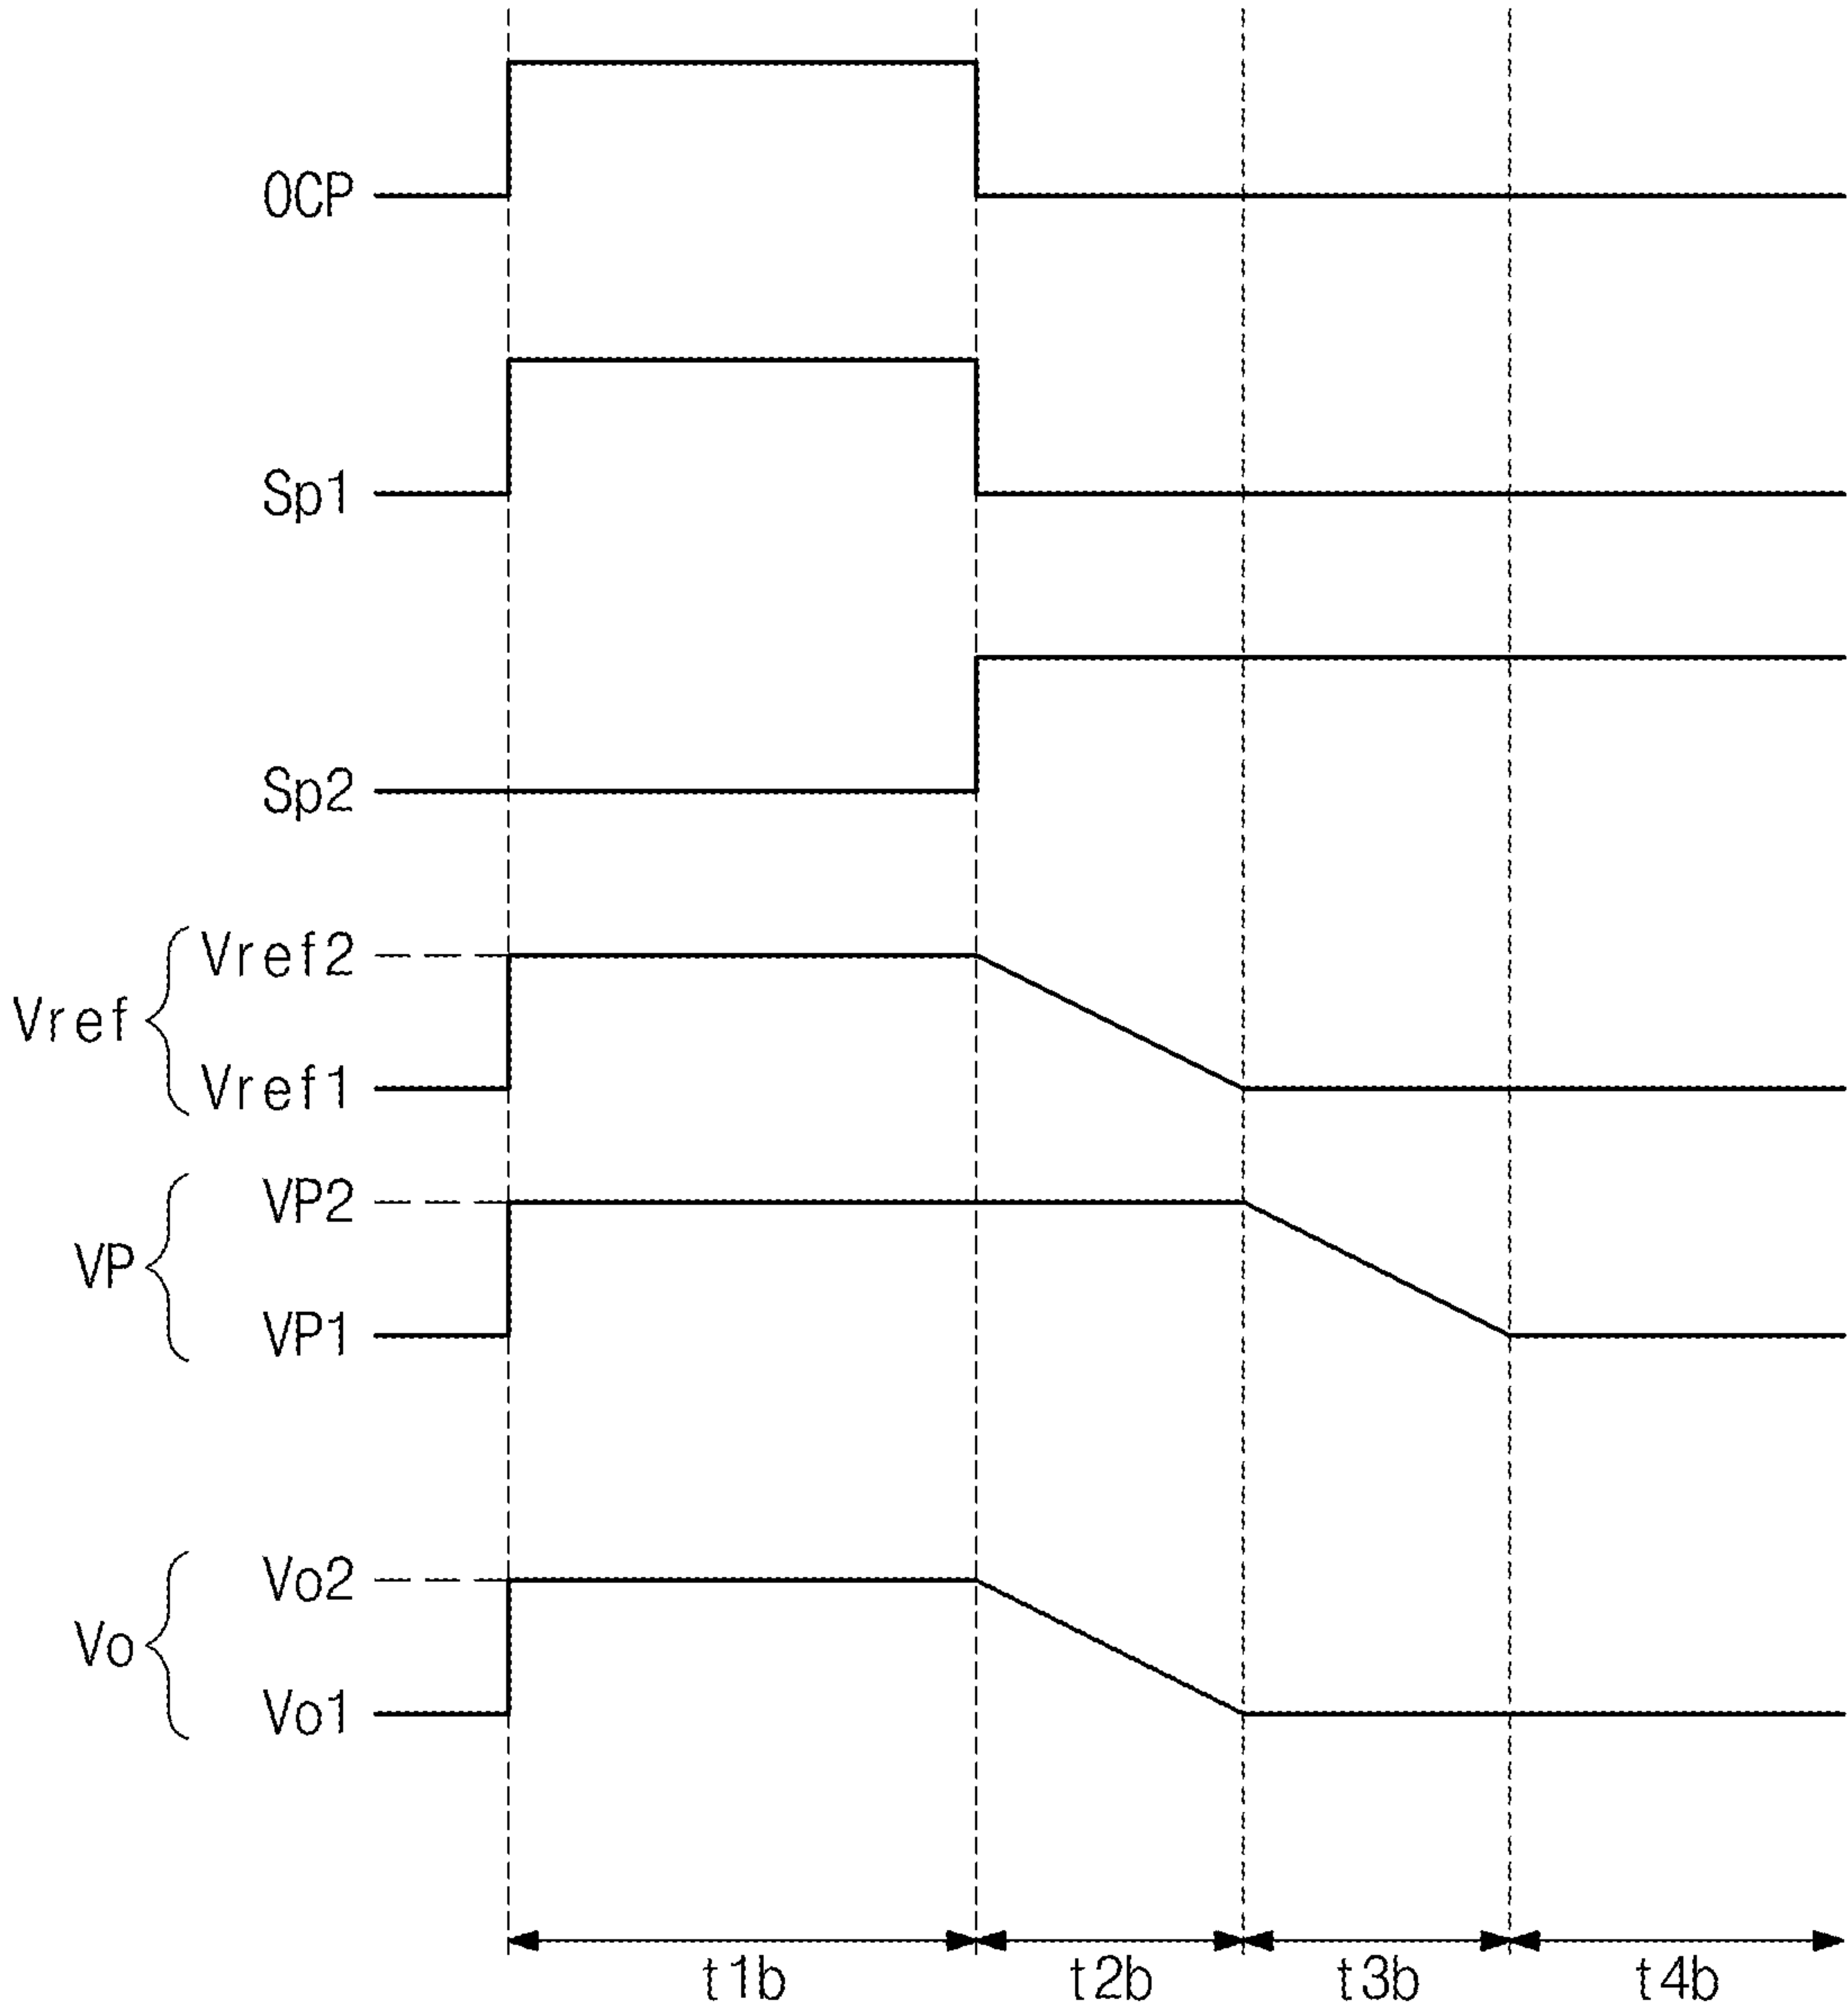 OCP
Sp1
Sp2
Vref
Vref2
Vref1
VP
VP2
VP1
Vo
Vo2
Vo1
t1b t2b t3b t4b